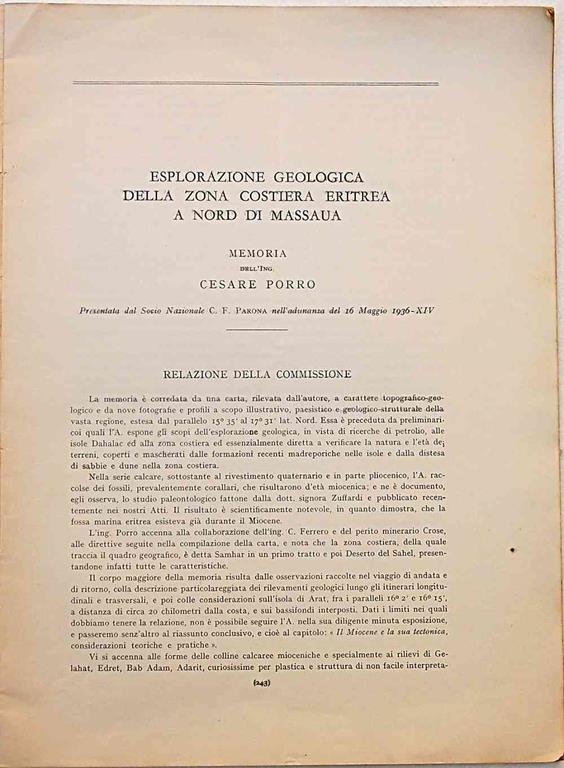 ESPLORAZIONE GEOLOGICA
DELLA ZONA COSTIERA ERITREA
A NORD DI MASSAUA
MEMORIA
DELL'ING.
CESARE PORRO
Presentata dal Socio Nazionale C. F. PARONA nell'adunanza del 16 Maggio 1936-XIV
RELAZIONE DELLA COMMISSIONE
La memoria è corredata da una carta, rilevata dall'autore, a carattere topografico-geo-
logico e da nove fotografie e profili a scopo illustrativo, paesistico e geologico-strutturale della
vasta regione, estesa dal parallelo 15° 35' al 17° 31' lat. Nord. Essa è preceduta da preliminari-
coi quali l'A. espone gli scopi dell'esplorazione geologica, in vista di ricerche di petrolio, alle
isole Dahalac ed alla zona costiera ed essenzialmente diretta a verificare la natura e l'età dei
terreni, coperti e mascherati dalle formazioni recenti madreporiche nelle isole e dalla distesa
di sabbie e dune nella zona costiera.
Nella serie calcare, sottostante al rivestimento quaternario e in parte pliocenico, l'A. rac-
colse dei fossili, prevalentemente corallari, che risultarono d'età miocenica; e ne è documento,
egli osserva, lo studio paleontologico fattone dalla dott. signora Zuffardi e pubblicato recen-
temente nei nostri Atti. Il risultato è scientificamente notevole, in quanto dimostra, che la
fossa marina eritrea esisteva già durante il Miocene.
L'ing. Porro accenna alla collaborazione dell'ing. C. Ferrero e del perito minerario Crose,
alle direttive seguite nella compilazione della carta, e nota che la zona costiera, della quale
traccia il quadro geografico, è detta Samhar in un primo tratto e poi Deserto del Sahel, presen-
tandone infatti tutte le caratteristiche.
Il corpo maggiore della memoria risulta dalle osservazioni raccolte nel viaggio di andata e
di ritorno, colla descrizione particolareggiata dei rilevamenti geologici lungo gli itinerari longitu-
dinali e trasversali, e poi colle considerazioni sull'isola di Arat, fra i paralleli 16° 2' e 16° 15',
a distanza di circa 20 chilometri dalla costa, e sui bassifondi interposti. Dati i limiti nei quali
dobbiamo tenere la relazione, non è possibile seguire l'A. nella sua diligente minuta esposizione,
e passeremo senz'altro al riassunto conclusivo, e cioè al capitolo: « Il Miocene e la sua tectonica,
considerazioni teoriche e pratiche ».
Vi si accenna alle forme delle colline calcaree mioceniche e specialmente ai rilievi di Ge-
lahat, Edret, Bab Adam, Adarit, curiosissime per plastica e struttura di non facile interpreta-
(243)